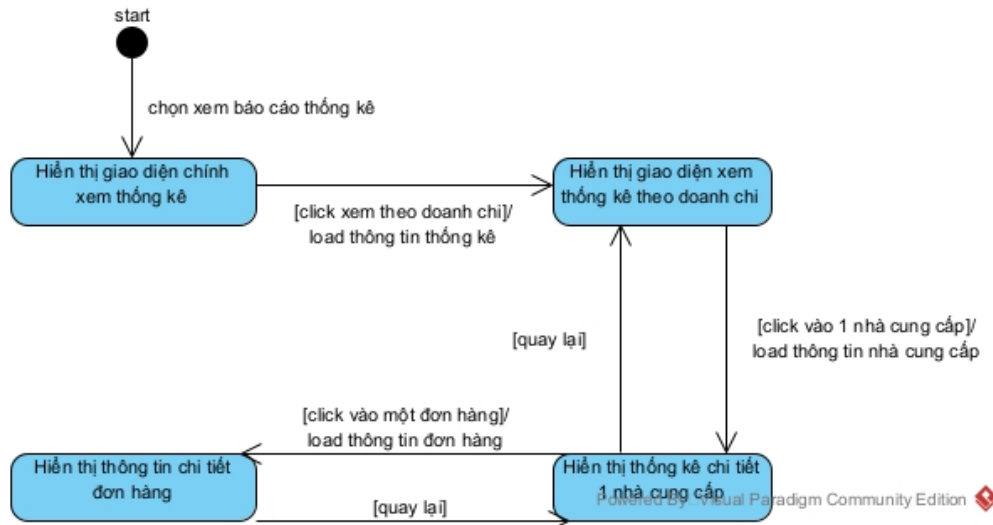 start
chọn xem báo cáo thống kê
Hiển thị giao diện chính
xem thống kê
[click xem theo doanh chi]/
load thông tin thống kê
Hiển thị giao diện xem
thống kê theo doanh chi
[quay lại]
[click vào 1 nhà cung cấp]/
load thông tin nhà cung cấp
[click vào một đơn hàng]/
load thông tin đơn hàng
Hiển thị thông tin chi tiết
đơn hàng
[quay lại]
Hiển thị thống kê chi tiết
1 nhà cung cấp
Powered By Visual Paradigm Community Edition